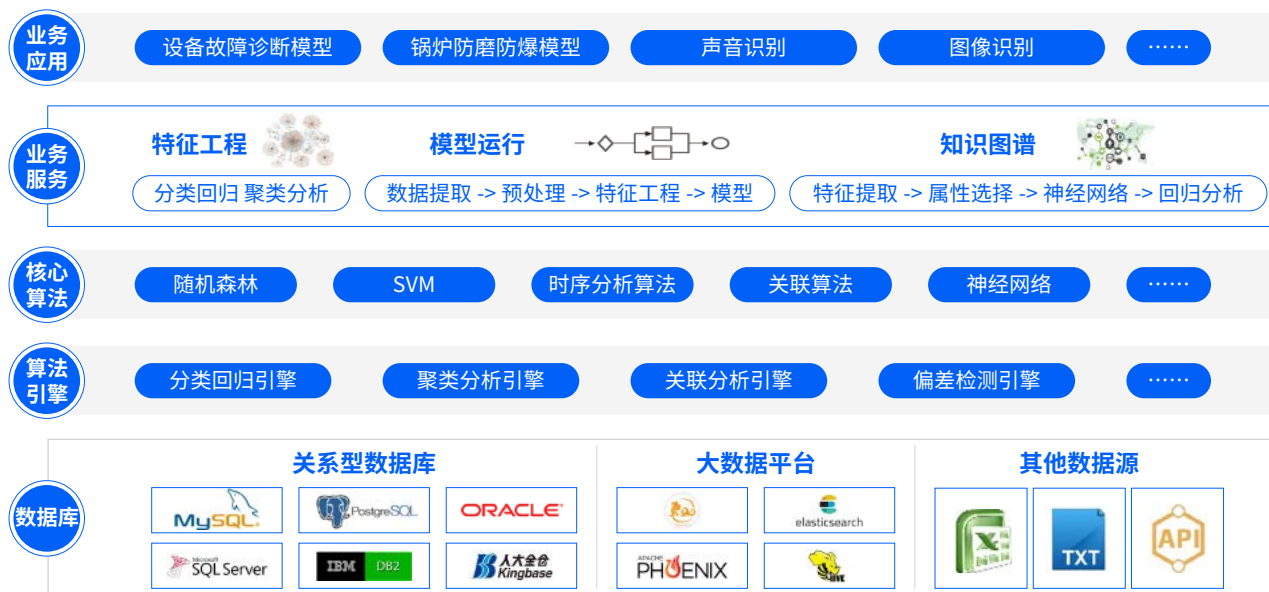 业务
应用
设备故障诊断模型
锅炉防磨防爆模型
声音识别
图像识别
……
业务
服务
特征工程
模型运行
知识图谱
分类回归 聚类分析
数据提取 -> 预处理 -> 特征工程 -> 模型
特征提取 -> 属性选择 -> 神经网络 -> 回归分析
核心
算法
随机森林
SVM
时序分析算法
关联算法
神经网络
……
算法
引擎
分类回归引擎
聚类分析引擎
关联分析引擎
偏差检测引擎
……
数据库
关系型数据库
大数据平台
其他数据源
MySQL
PostgreSQL
ORACLE
elasticsearch
Microsoft
SQL Server
IBM DB2
人大金仓
Kingbase
APACHE
PHOENIX
HIVE
X
TXT
API